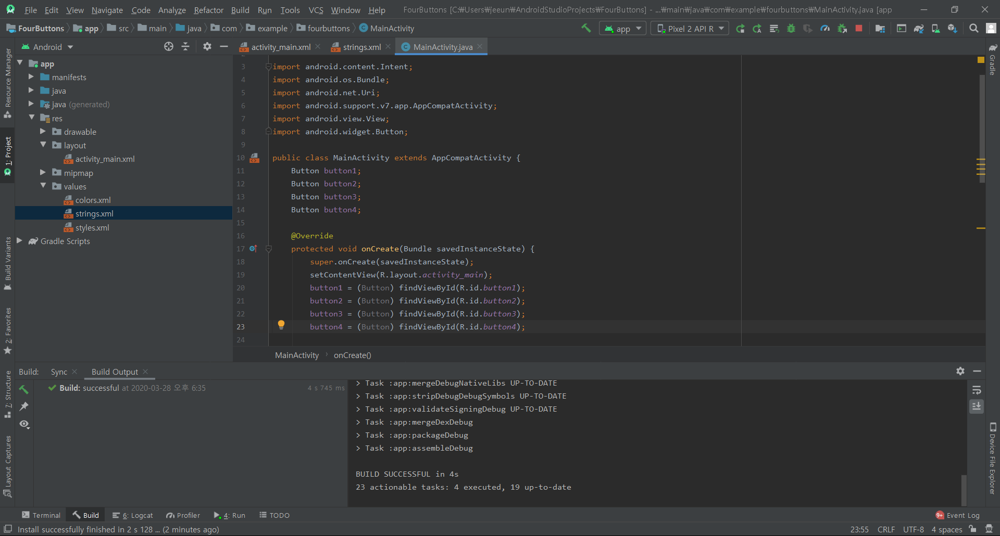 File Edit View Navigate Code Analyze Refactor Build Run Tools VCS Window Help FourButtons [C:₩Users₩jeeun₩AndroidStudioProjects₩FourButtons] - ...₩main₩java₩com₩example₩fourbuttons₩MainActivity.java [app
FourButtons app src main java com example fourbuttons MainActivity app Pixel 2 API R
Android
activity_main.xml strings.xml MainActivity.java
Resource Manager
1: Project
Build Variants
2: Favorites
7: Structure
Layout Captures
app
manifests
java
java (generated)
res
drawable
layout
activity_main.xml
mipmap
values
colors.xml
strings.xml
styles.xml
Gradle Scripts
3 import android.content.Intent;
4 import android.os.Bundle;
5 import android.net.Uri;
6 import android.support.v7.app.AppCompatActivity;
7 import android.view.View;
8 import android.widget.Button;
9
10 public class MainActivity extends AppCompatActivity {
11 Button button1;
12 Button button2;
13 Button button3;
14 Button button4;
15
16 @Override
17 protected void onCreate(Bundle savedInstanceState) {
18 super.onCreate(savedInstanceState);
19 setContentView(R.layout.activity_main);
20 button1 = (Button) findViewById(R.id.button1);
21 button2 = (Button) findViewById(R.id.button2);
22 button3 = (Button) findViewById(R.id.button3);
23 button4 = (Button) findViewById(R.id.button4);
24
MainActivity onCreate()
Gradle
Device File Explorer
Build: Sync Build Output
Build: successful at 2020-03-28 오후 6:35 4 s 745 ms
> Task :app:mergeDebugNativeLibs UP-TO-DATE
> Task :app:stripDebugDebugSymbols UP-TO-DATE
> Task :app:validateSigningDebug UP-TO-DATE
> Task :app:mergeDexDebug
> Task :app:packageDebug
> Task :app:assembleDebug
BUILD SUCCESSFUL in 4s
23 actionable tasks: 4 executed, 19 up-to-date
Terminal Build 6: Logcat Profiler 4: Run TODO 9+ Event Log
Install successfully finished in 2 s 128 ... (2 minutes ago) 23:55 CRLF UTF-8 4 spaces